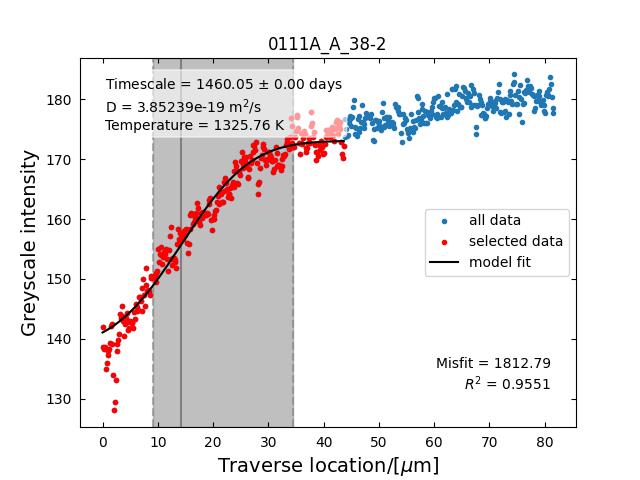 0111A_A_38-2
Timescale = 1460.05 ± 0.00 days
D = 3.85239e-19 m²/s
Temperature = 1325.76 K
180
170
160
150
140
130
Greyscale intensity
all data
selected data
model fit
Misfit = 1812.79
R² = 0.9551
0 10 20 30 40 50 60 70 80
Traverse location/[μm]